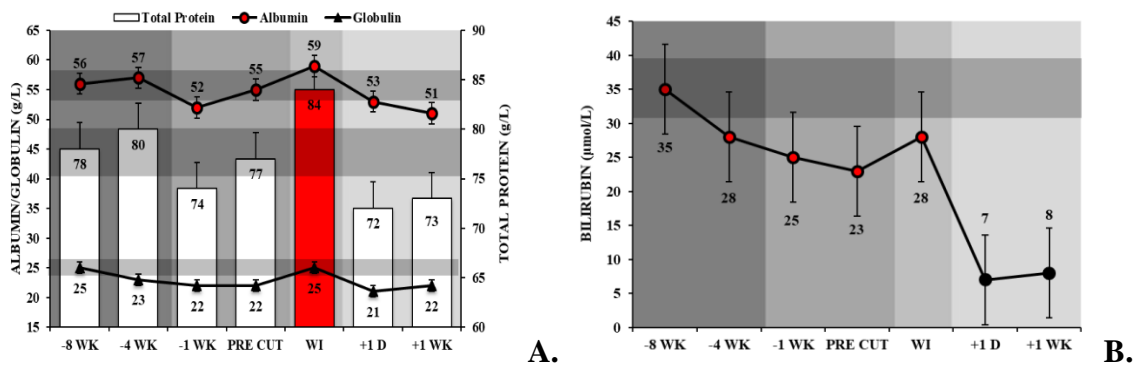 Total Protein Albumin Globulin
ALBUMIN/GLOBULIN (g/L)
65
60
55
50
45
40
35
30
25
20
15
56 57 52 55 59 53 51
78 80 74 77 84 72 73
25 23 22 22 25 21 22
90
85
80
75
70
65
60
TOTAL PROTEIN (g/L)
-8 WK -4 WK -1 WK PRE CUT WI +1 D +1 WK
A.
BILIRUBIN (µmol/L)
45
40
35
30
25
20
15
10
5
0
35 28 25 23 28 7 8
-8 WK -4 WK -1 WK PRE CUT WI +1 D +1 WK
B.